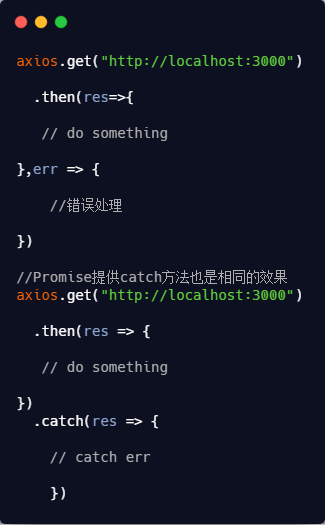 axios.get("http://localhost:3000")
.then(res=>{
// do something
},err => {
//错误处理
})
//Promise提供catch方法也是相同的效果
axios.get("http://localhost:3000")
.then(res => {
// do something
})
.catch(res => {
// catch err
})